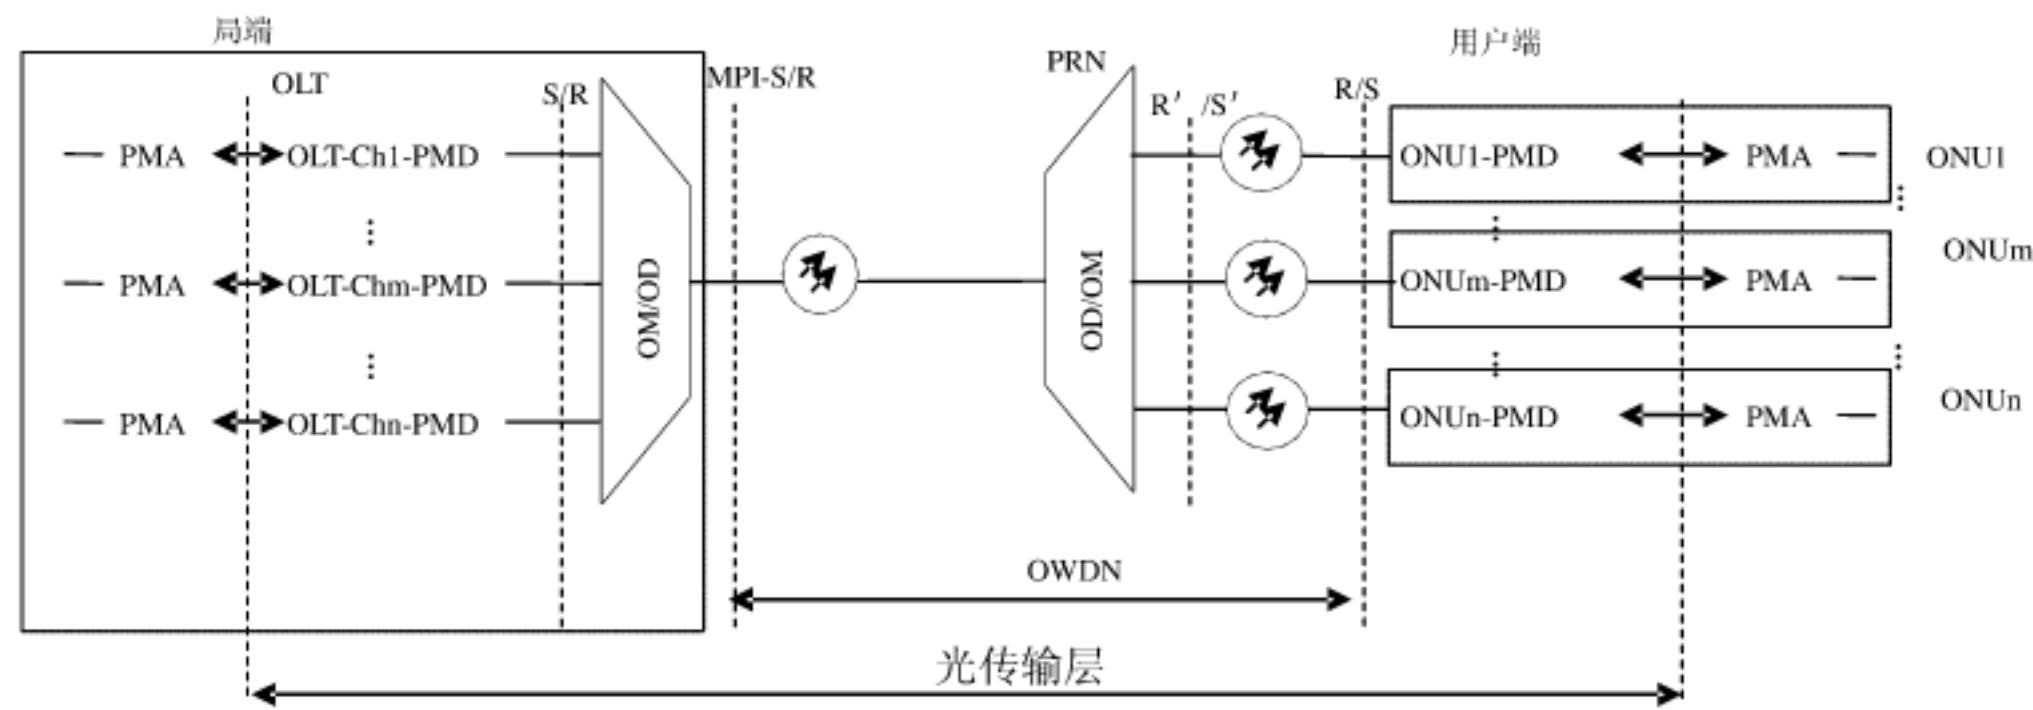 局端
用户端
OLT
S/R
MPI-S/R
PRN
R′ /S′
R/S
PMA OLT-Ch1-PMD
ONU1-PMD PMA
ONU1
⋮
PMA OLT-Chm-PMD
OM/OD
OD/OM
ONUm-PMD PMA
ONUm
⋮
PMA OLT-Chn-PMD
ONUn-PMD PMA
ONUn
OWDN
光传输层